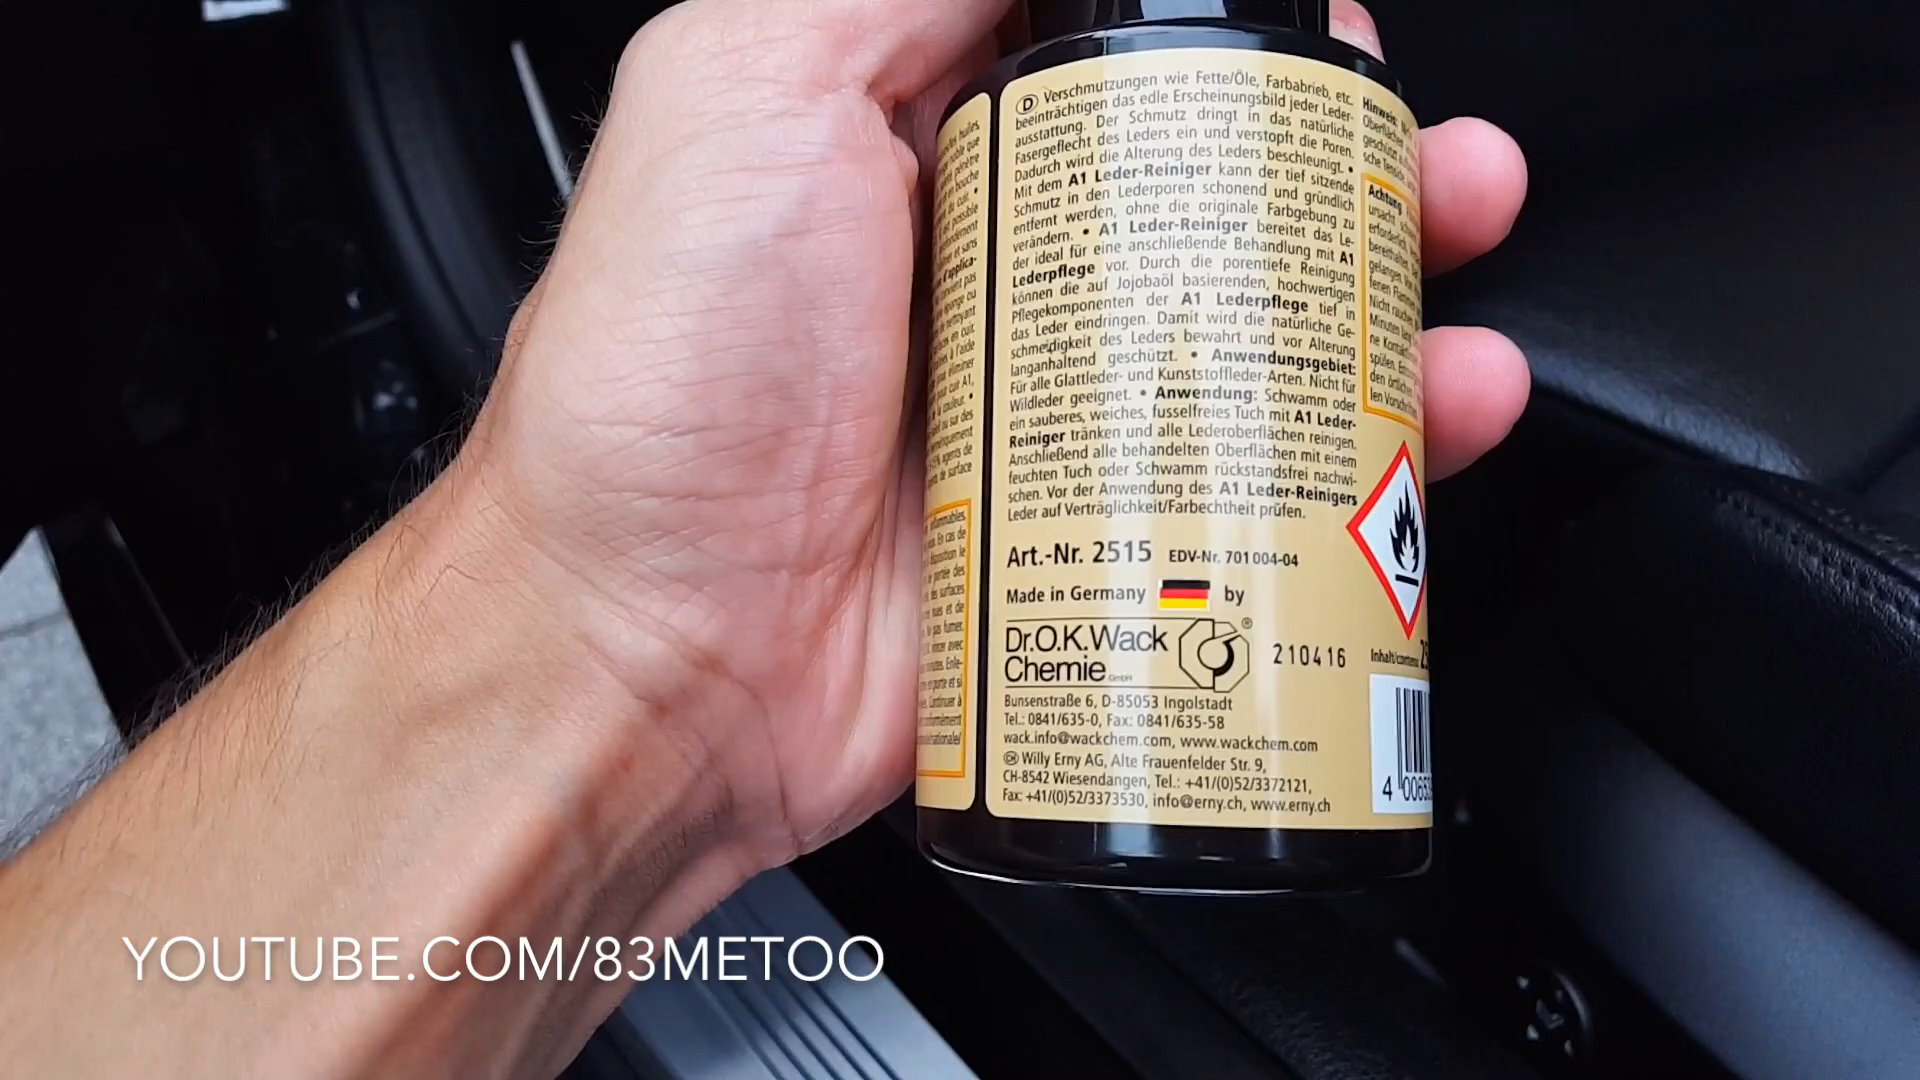 D Verschmutzungen wie Fette/Öle, Farbabrieb, etc.
beeinträchtigen das edle Erscheinungsbild jeder Leder-
ausstattung. Der Schmutz dringt in das natürliche
Fasergeflecht des Leders ein und verstopft die Poren.
Dadurch wird die Alterung des Leders beschleunigt. •
Mit dem A1 Leder-Reiniger kann der tief sitzende
Schmutz in den Lederporen schonend und gründlich
entfernt werden, ohne die originale Farbgebung zu
verändern. • A1 Leder-Reiniger bereitet das Le-
der ideal für eine anschließende Behandlung mit A1
Lederpflege vor. Durch die porentiefe Reinigung
können die auf Jojobaöl basierenden, hochwertigen
Pflegekomponenten der A1 Lederpflege tief in
das Leder eindringen. Damit wird die natürliche Ge-
schmeidigkeit des Leders bewahrt und vor Alterung
langanhaltend geschützt. • Anwendungsgebiet:
Für alle Glattleder- und Kunststoffleder-Arten. Nicht für
Wildleder geeignet. • Anwendung: Schwamm oder
ein sauberes, weiches, fusselfreies Tuch mit A1 Leder-
Reiniger tränken und alle Lederoberflächen reinigen.
Anschließend alle behandelten Oberflächen mit einem
feuchten Tuch oder Schwamm rückstandsfrei nachwi-
schen. Vor der Anwendung des A1 Leder-Reinigers
Leder auf Verträglichkeit/Farbechtheit prüfen.
Art.-Nr. 2515 EDV-Nr. 701 004-04
Made in Germany by
Dr.O.K.Wack
Chemie GmbH
®
210416
Bunsenstraße 6, D-85053 Ingolstadt
Tel.: 0841/635-0, Fax: 0841/635-58
wack.info@wackchem.com, www.wackchem.com
CH Willy Erny AG, Alte Frauenfelder Str. 9,
CH-8542 Wiesendangen, Tel.: +41/(0)52/3372121,
Fax: +41/(0)52/3373530, info@erny.ch, www.erny.ch
Hinweis:
Achtung
Inhalt/contenu:
YOUTUBE.COM/83METOO